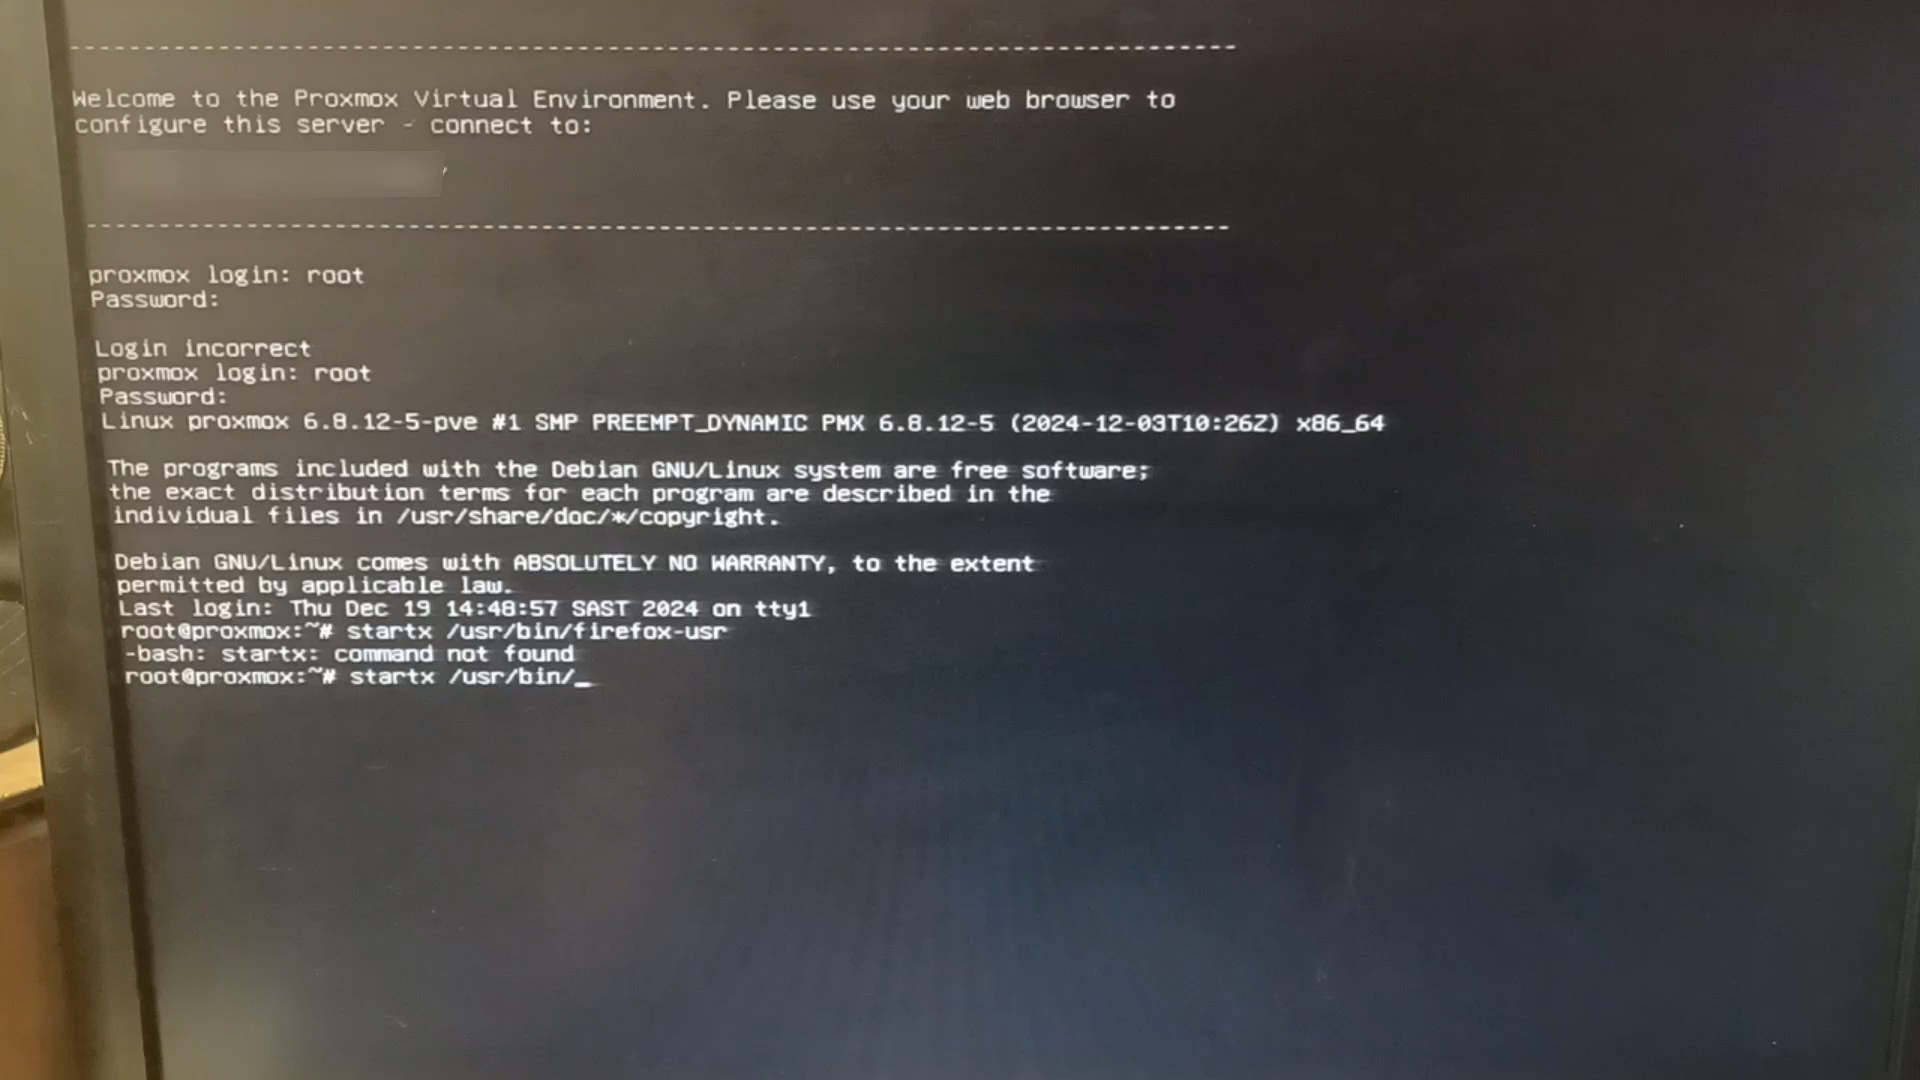 --------------------------------------------------------------------------------
Welcome to the Proxmox Virtual Environment. Please use your web browser to
configure this server - connect to:
--------------------------------------------------------------------------------
proxmox login: root
Password:
Login incorrect
proxmox login: root
Password:
Linux proxmox 6.8.12-5-pve #1 SMP PREEMPT_DYNAMIC PMX 6.8.12-5 (2024-12-03T10:26Z) x86_64
The programs included with the Debian GNU/Linux system are free software;
the exact distribution terms for each program are described in the
individual files in /usr/share/doc/*/copyright.
Debian GNU/Linux comes with ABSOLUTELY NO WARRANTY, to the extent
permitted by applicable law.
Last login: Thu Dec 19 14:48:57 SAST 2024 on tty1
root@proxmox:~# startx /usr/bin/firefox-usr
-bash: startx: command not found
root@proxmox:~# startx /usr/bin/_